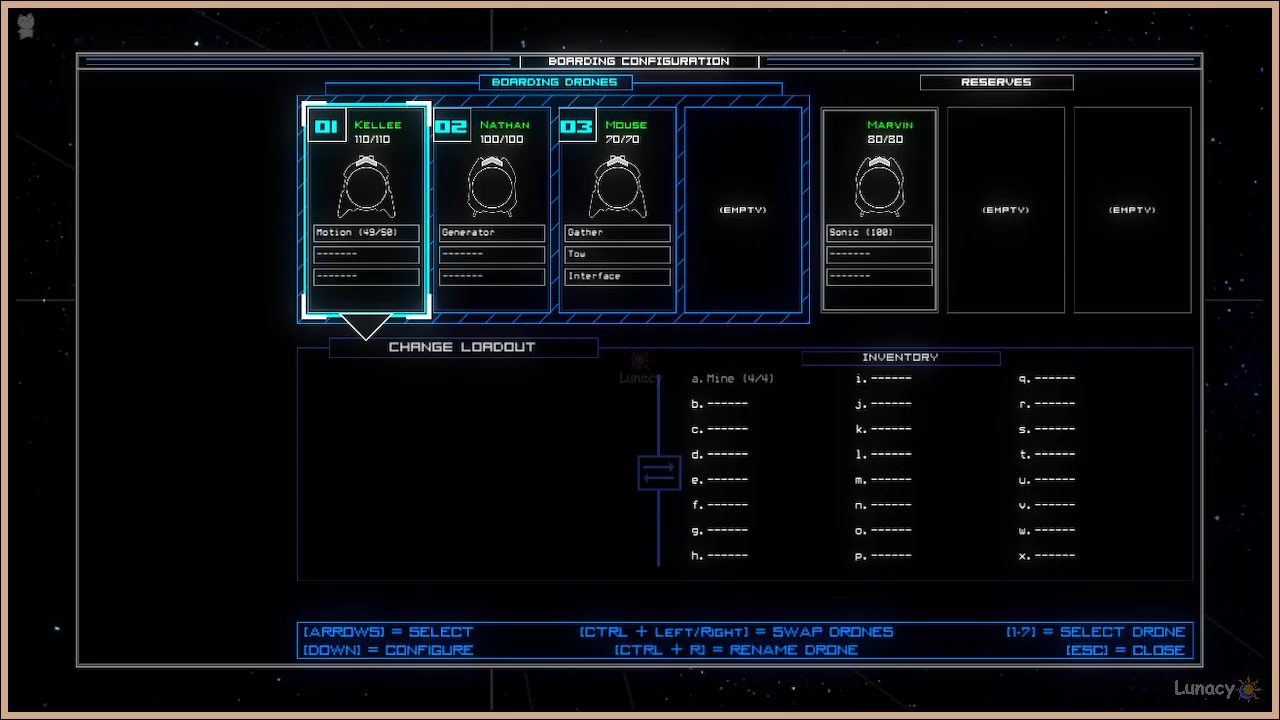 BOARDING CONFIGURATION
BOARDING DRONES
RESERVES
01 KELLEE
110/110
Motion (49/50)
-------
-------
02 NATHAN
100/100
Generator
-------
-------
03 MOUSE
70/70
Gather
Tow
Interface
(EMPTY)
MARVIN
80/80
Sonic (100)
-------
-------
(EMPTY)
(EMPTY)
CHANGE LOADOUT
Lunacy
INVENTORY
a. Mine (4/4) i. ------ q. ------
b. ------ j. ------ r. ------
c. ------ k. ------ s. ------
d. ------ l. ------ t. ------
e. ------ m. ------ u. ------
f. ------ n. ------ v. ------
g. ------ o. ------ w. ------
h. ------ p. ------ x. ------
[ARROWS] = SELECT [CTRL + LEFT/RIGHT] = SWAP DRONES [1-7] = SELECT DRONE
[DOWN] = CONFIGURE [CTRL + R] = RENAME DRONE [ESC] = CLOSE
Lunacy